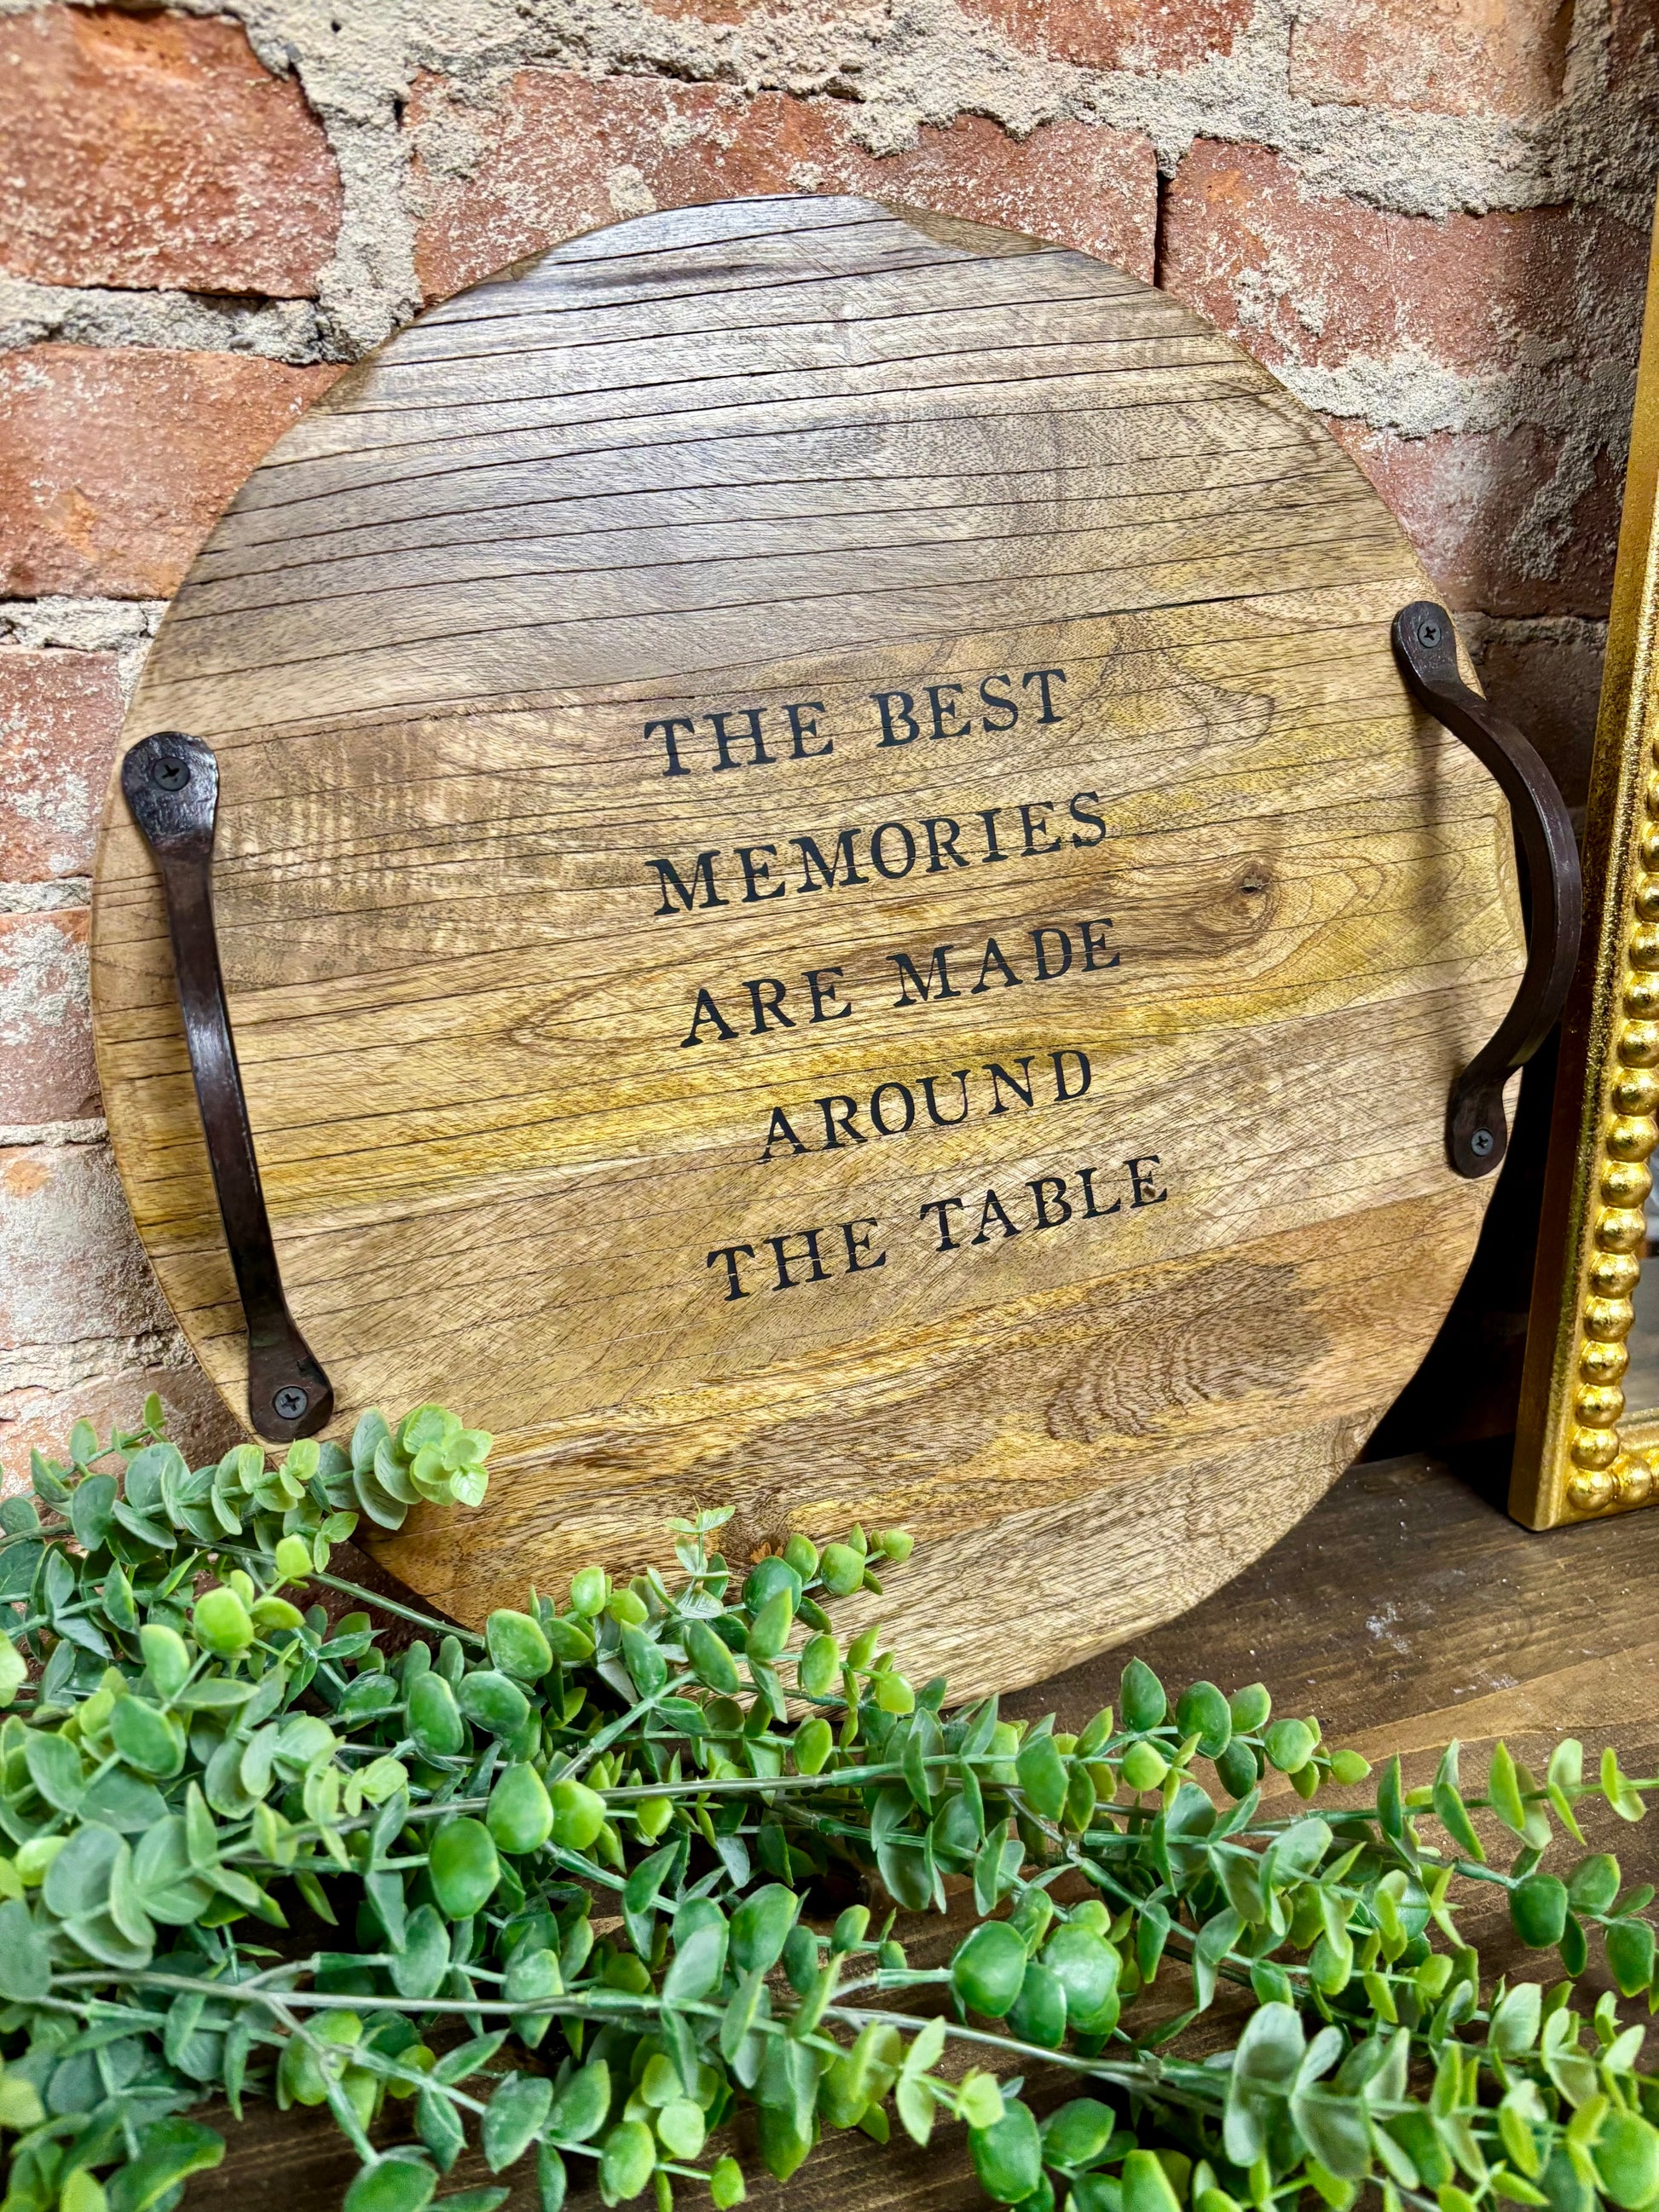 THE BEST
MEMORIES
ARE MADE
AROUND
THE TABLE